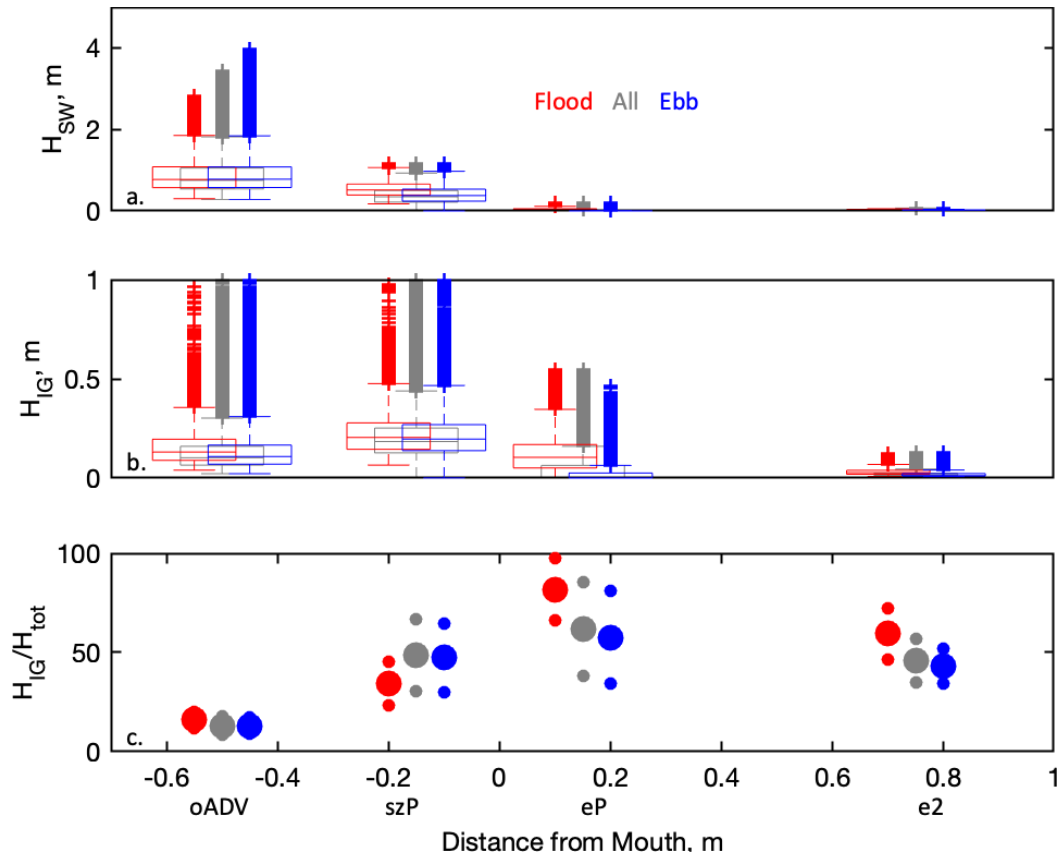 4
2
0
H_SW, m
Flood All Ebb
a.
1
0.5
0
H_IG, m
b.
100
50
0
H_IG/H_tot
c.
-0.6 -0.4 -0.2 0 0.2 0.4 0.6 0.8 1
oADV szP eP e2
Distance from Mouth, m